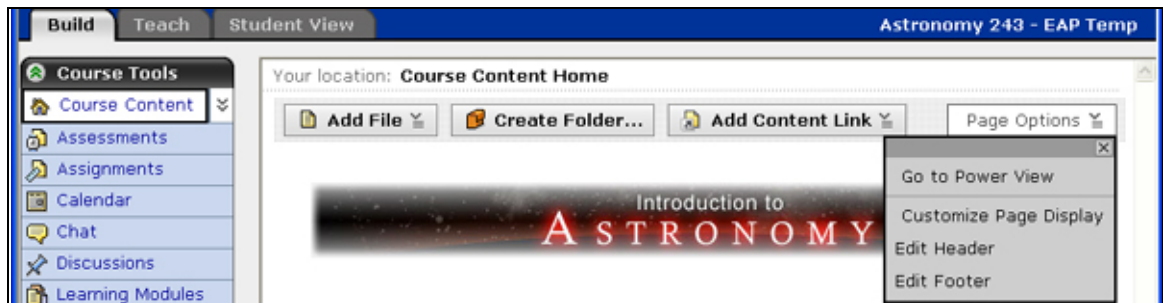 Build Teach Student View Astronomy 243 - EAP Temp
Course Tools
Course Content
Assessments
Assignments
Calendar
Chat
Discussions
Learning Modules
Your location: Course Content Home
Add File Create Folder... Add Content Link Page Options
Go to Power View
Customize Page Display
Edit Header
Edit Footer
Introduction to
ASTRONOMY